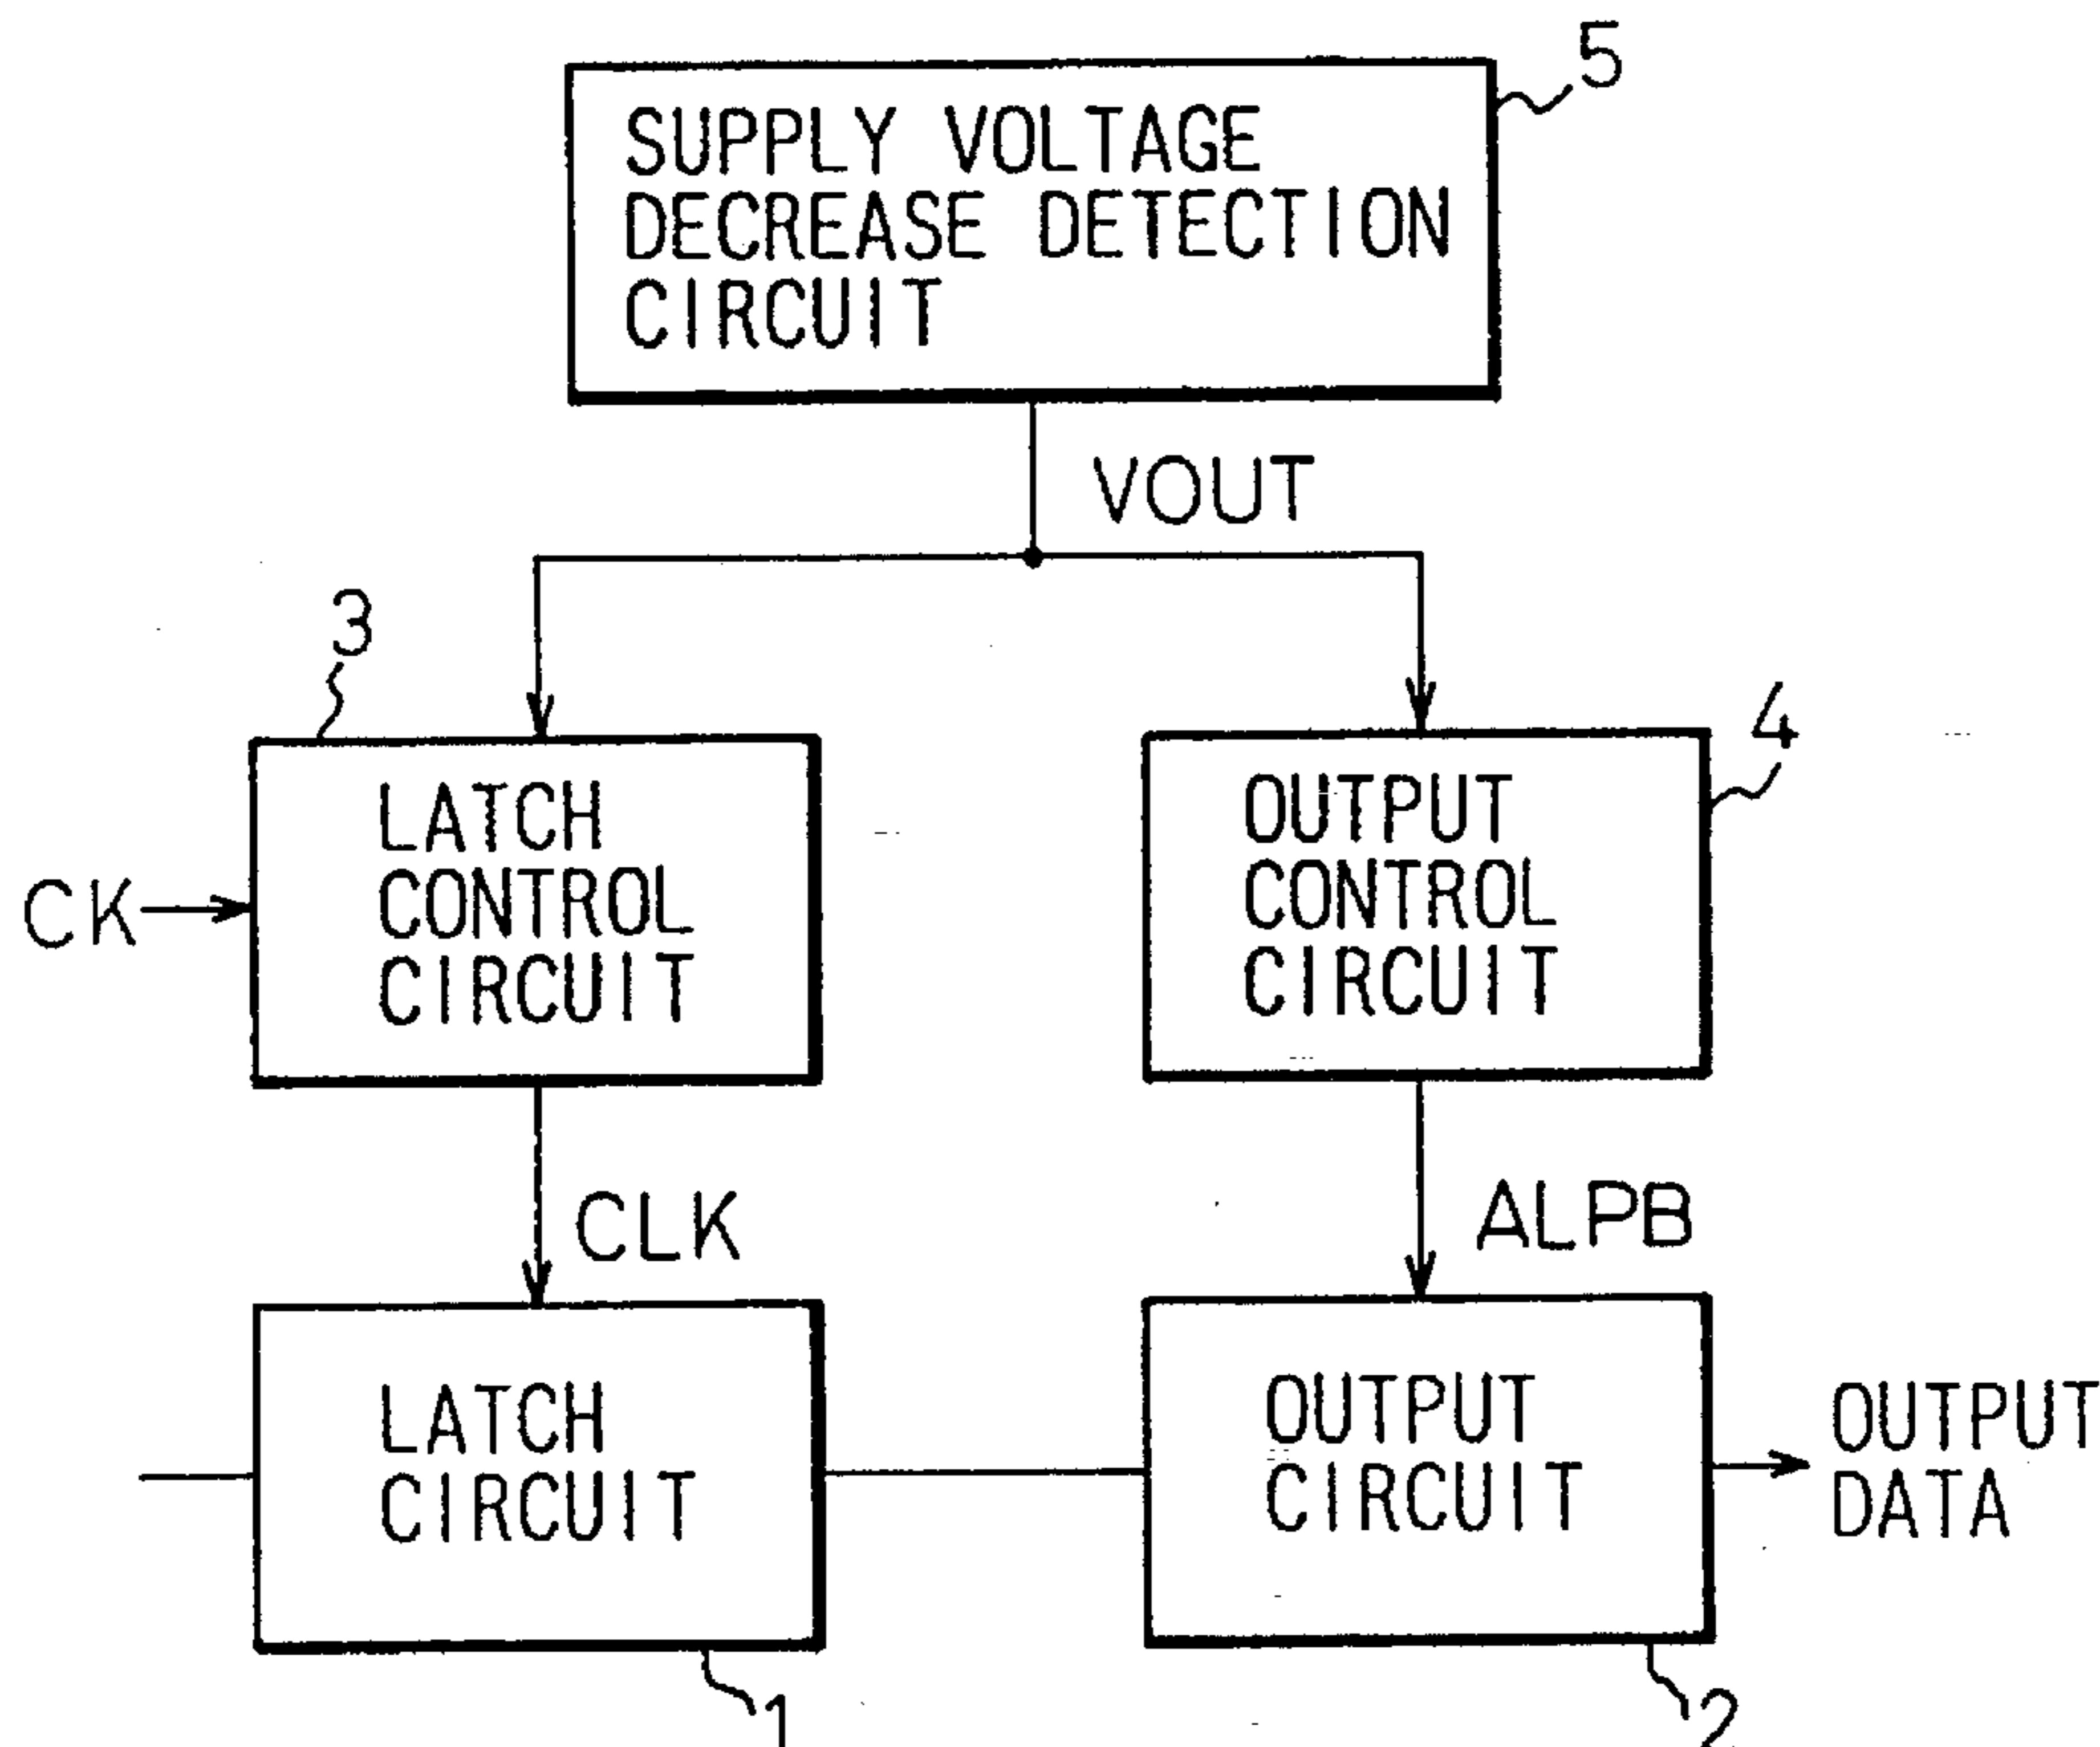 5
SUPPLY VOLTAGE
DECREASE DETECTION
CIRCUIT
VOUT
3
4
LATCH
CONTROL
CIRCUIT
OUTPUT
CONTROL
CIRCUIT
CK
CLK
ALPB
LATCH
CIRCUIT
OUTPUT
CIRCUIT
OUTPUT
DATA
1
2